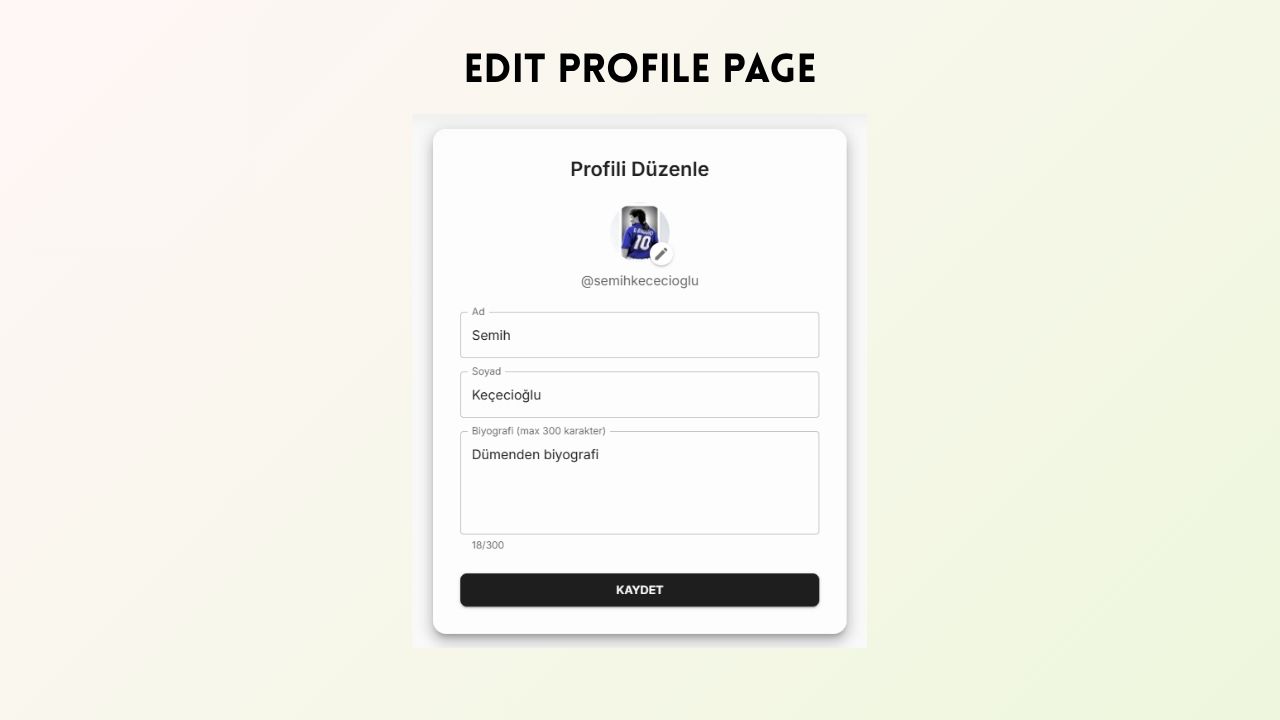 EDIT PROFILE PAGE
Profili Düzenle
10
@semihkececioglu
Ad
Semih
Soyad
Keçecioğlu
Biyografi (max 300 karakter)
Dümenden biyografi
18/300
KAYDET